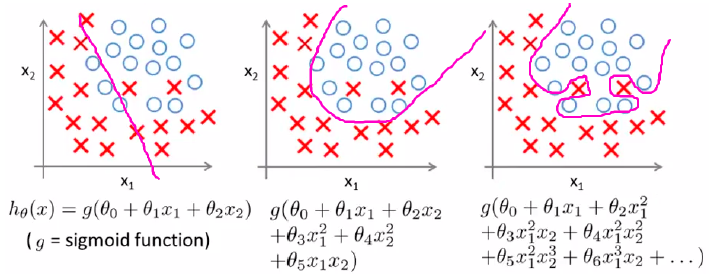 x₂
x₁
h_θ(x) = g(θ₀ + θ₁x₁ + θ₂x₂)
( g = sigmoid function)
x₂
x₁
g(θ₀ + θ₁x₁ + θ₂x₂
+θ₃x₁² + θ₄x₂²
+θ₅x₁x₂)
x₂
x₁
g(θ₀ + θ₁x₁ + θ₂x₁²
+θ₃x₁²x₂ + θ₄x₁²x₂²
+θ₅x₁²x₂³ + θ₆x₁³x₂ + . . . )